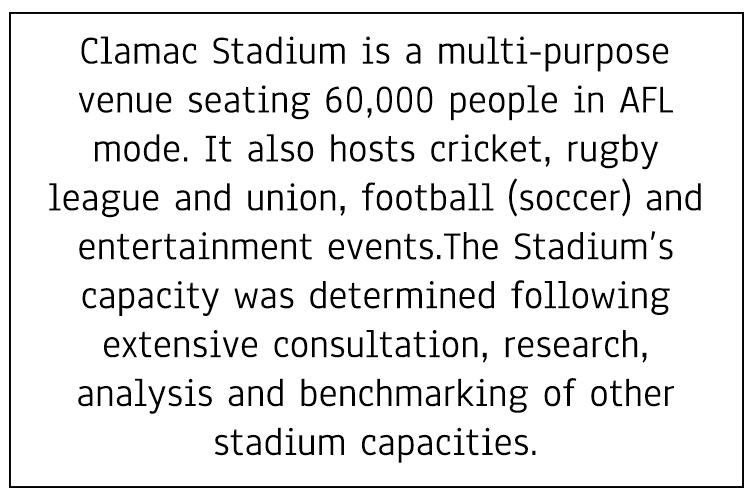 Clamac Stadium is a multi-purpose
venue seating 60,000 people in AFL
mode. It also hosts cricket, rugby
league and union, football (soccer) and
entertainment events.The Stadium's
capacity was determined following
extensive consultation, research,
analysis and benchmarking of other
stadium capacities.